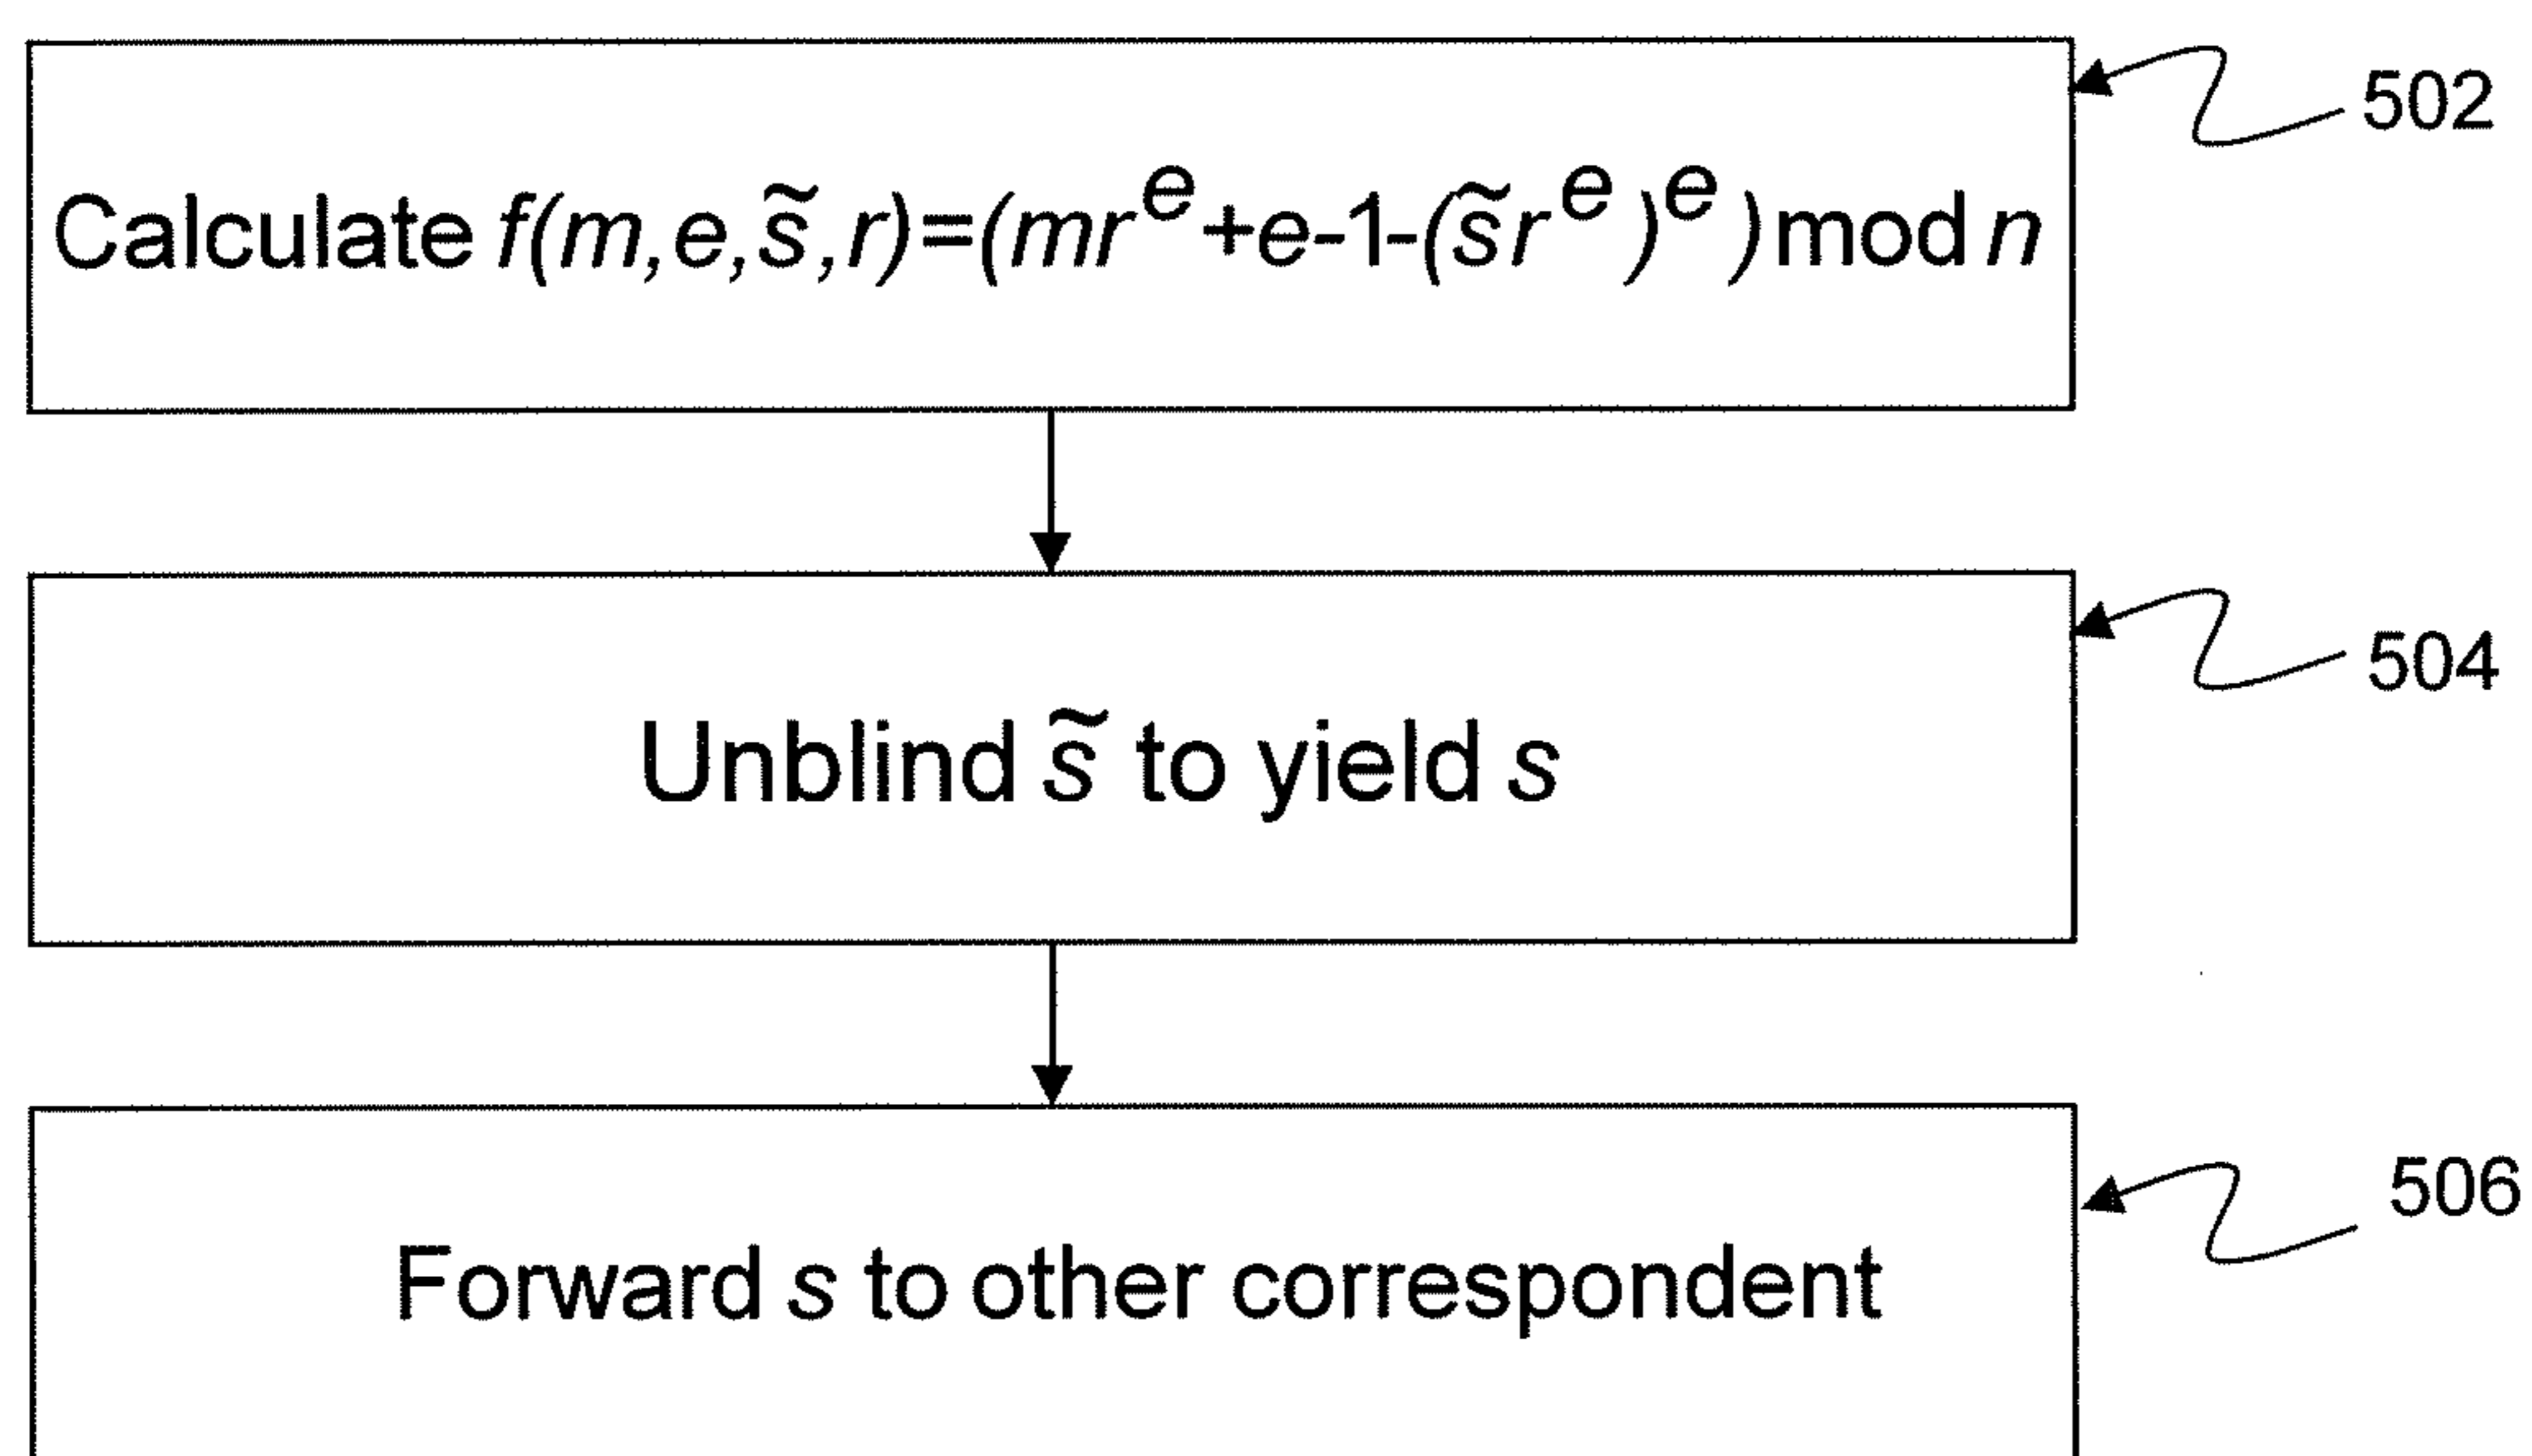 Calculate f(m,e,s̃,r)=(mr^e+e-1-(s̃r^e)^e) mod n
502
Unblind s̃ to yield s
504
Forward s to other correspondent
506